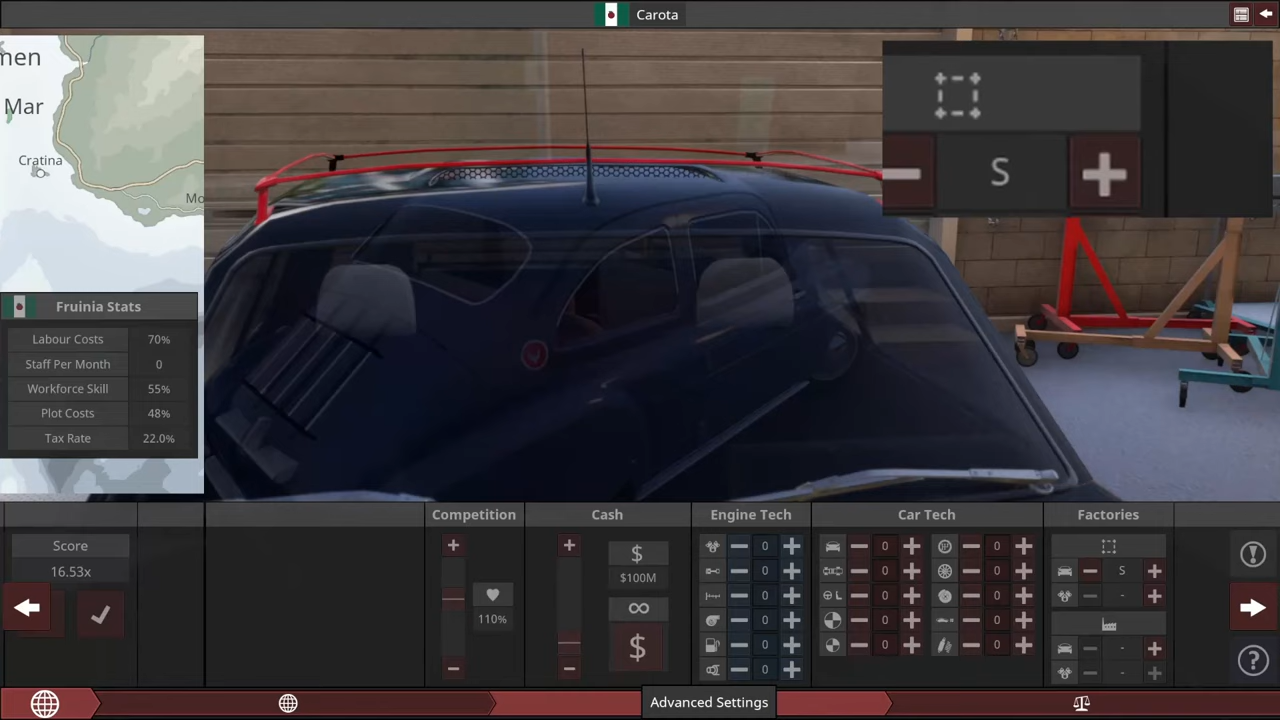 Carota
men
Mar
Cratina
Mo
S
Fruinia Stats
Labour Costs 70%
Staff Per Month 0
Workforce Skill 55%
Plot Costs 48%
Tax Rate 22.0%
Score
16.53x
Competition
110%
Cash
$
$100M
∞
$
Engine Tech
0
0
0
0
0
0
Car Tech
0 0
0 0
0 0
0 0
0 0
Factories
S
-
-
-
Advanced Settings